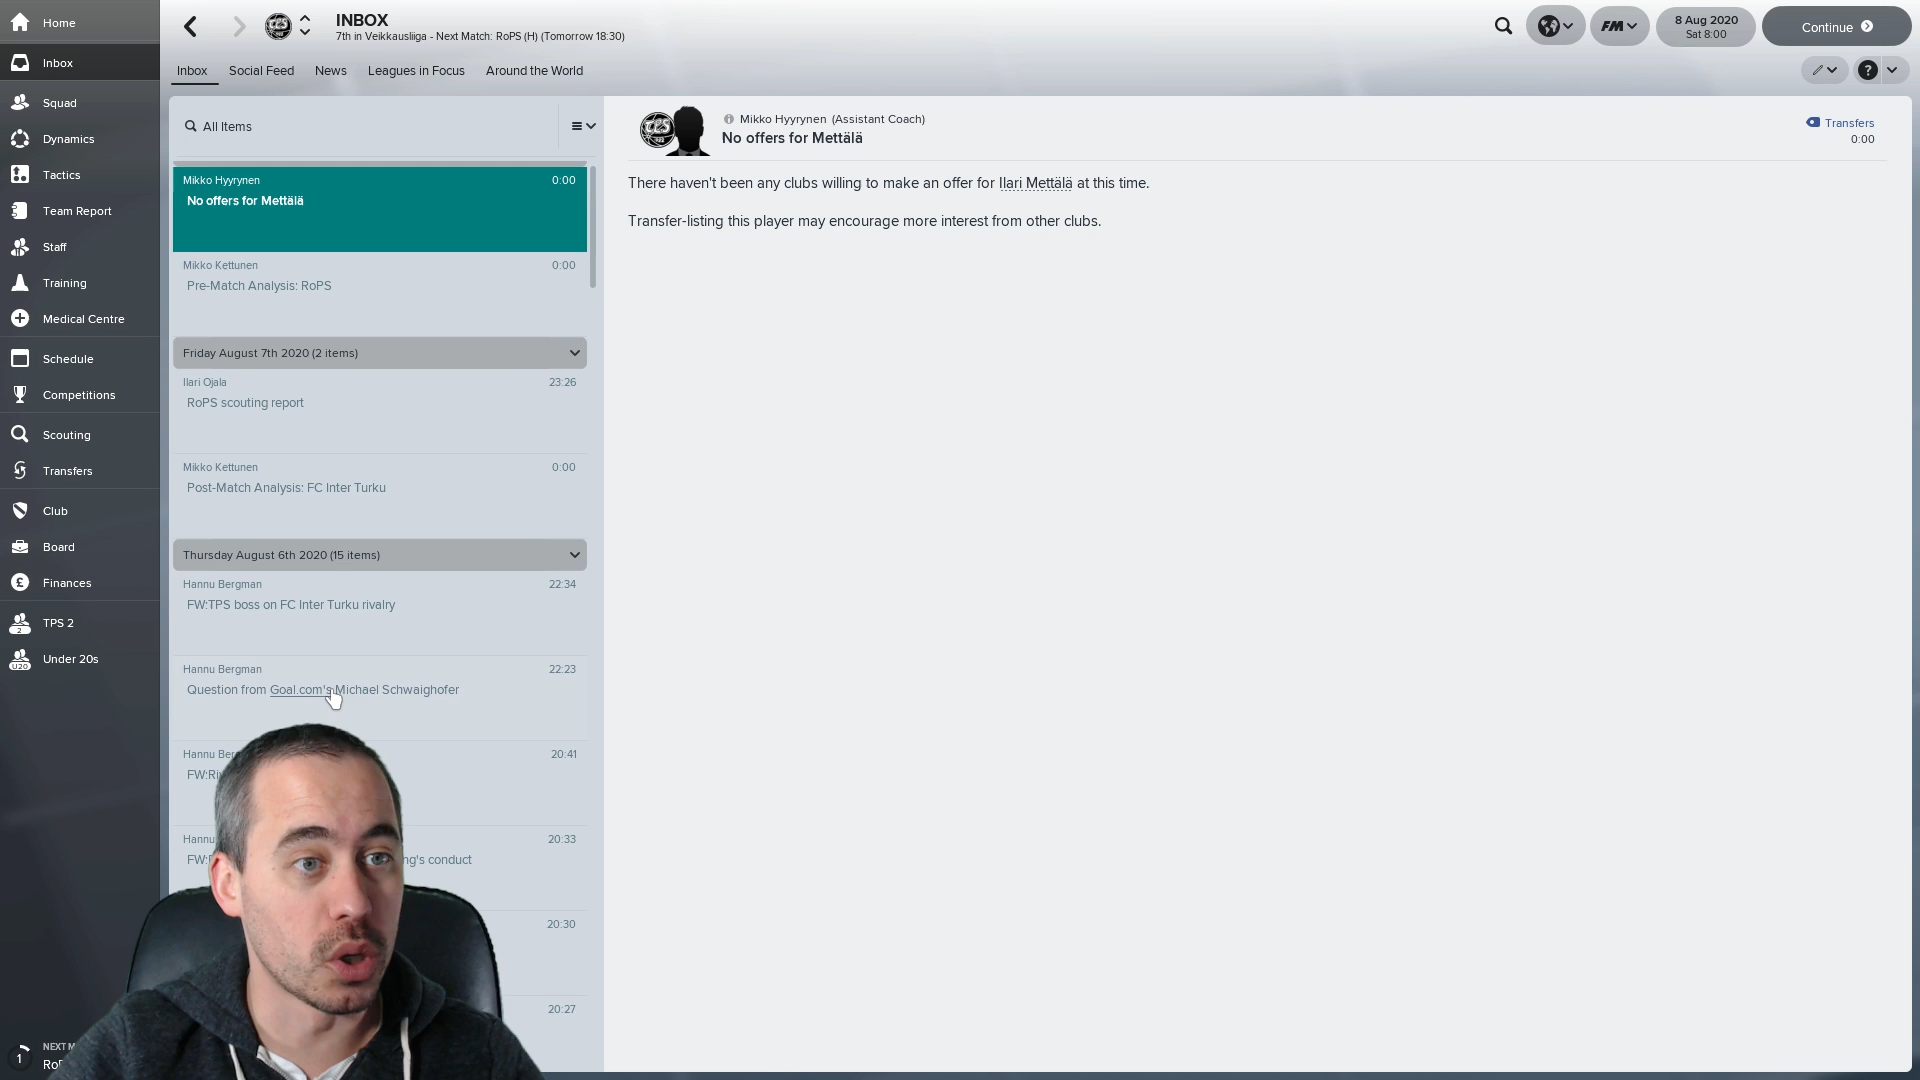 Home
Inbox
Squad
Dynamics
Tactics
Team Report
Staff
Training
Medical Centre
Schedule
Competitions
Scouting
Transfers
Club
Board
Finances
2
TPS 2
U20
Under 20s
1
INBOX
7th in Veikkausliiga - Next Match: RoPS (H) (Tomorrow 18:30)
FM
8 Aug 2020
Sat 8:00
Continue
Inbox
Social Feed
News
Leagues in Focus
Around the World
?
All Items
Mikko Hyyrynen 0:00
No offers for Mettälä
Mikko Kettunen 0:00
Pre-Match Analysis: RoPS
Friday August 7th 2020 (2 items)
Ilari Ojala 23:26
RoPS scouting report
Mikko Kettunen 0:00
Post-Match Analysis: FC Inter Turku
Thursday August 6th 2020 (15 items)
Hannu Bergman 22:34
FW:TPS boss on FC Inter Turku rivalry
Hannu Bergman 22:23
Question from Goal.com's Michael Schwaighofer
Hannu 20:41
Hannu 20:33
conduct
20:30
20:27
TPS
Mikko Hyyrynen (Assistant Coach)
No offers for Mettälä
Transfers
0:00
There haven't been any clubs willing to make an offer for Ilari Mettälä at this time.
Transfer-listing this player may encourage more interest from other clubs.